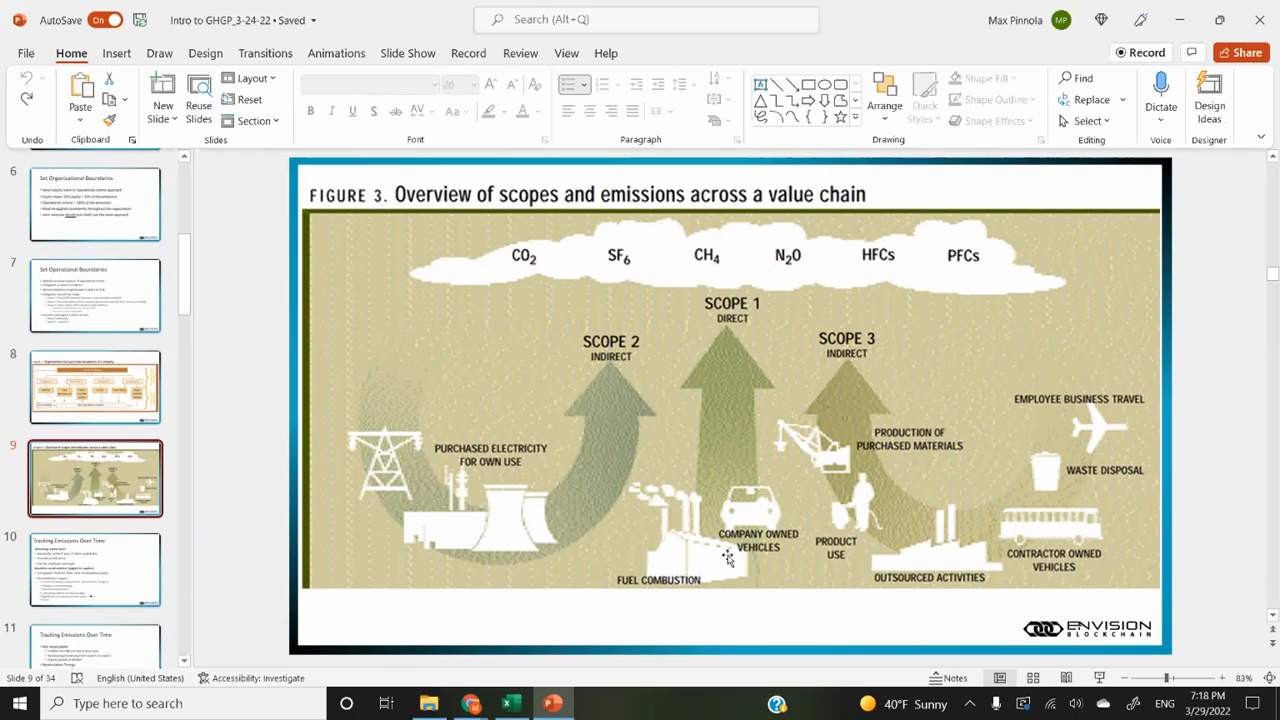 AutoSave On Intro to GHGP_3-24-22 • Saved Search (Alt+Q) Max Pinnola MP
File Home Insert Draw Design Transitions Animations Slide Show Record Review View Help Record Share
Paste New Slide Reuse Slides Layout Reset Section 20 Arrange Quick Styles Shape Fill Shape Outline Shape Effects Find Replace Select Dictate Design Ideas
Undo Clipboard Slides Font Paragraph Drawing Editing Voice Designer
6
Set Organizational Boundaries
7
Set Operational Boundaries
8
9
10
Tracking Emissions Over Time
11
Tracking Emissions Over Time
FIGURE 3. Overview
and emissions across
chain
CO2 SF6 CH4 N2O HFCs PFCs
SCOPE 1
DIRECT
SCOPE 2
INDIRECT
SCOPE 3
INDIRECT
PURCHASED ELECTRICITY
FOR OWN USE
FUEL COMBUSTION
COMPANY OWNED
VEHICLES
PRODUCTION OF
PURCHASED MATERIALS
PRODUCT
USE
OUTSOURCED ACTIVITIES
EMPLOYEE BUSINESS TRAVEL
WASTE DISPOSAL
CONTRACTOR OWNED
VEHICLES
ENVISION
BLOCKCHAIN
Slide 9 of 34 English (United States) Accessibility: Investigate Notes 83%
Type here to search 40°F Sunny 7:18 PM
3/29/2022